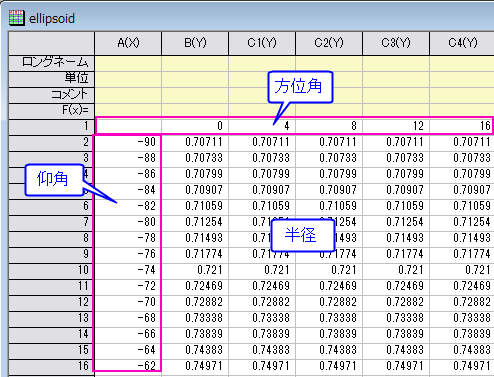 ellipsoid
A(X) B(Y) C1(Y) C2(Y) C3(Y) C4(Y)
ロングネーム
単位
コメント
F(x)=
方位角
1 0 4 8 12 16
2 -90 0.70711 0.70711 0.70711 0.70711 0.70711
3 -88 0.70733 0.70733 0.70733 0.70733 0.70733
4 -86 0.70799 0.70799 0.70799 0.70799 0.70799
仰角
5 -84 0.70907 0.70907 0.70907 0.70907 0.70907
6 -82 0.71059 0.71059 0.71059 0.71059 0.71059
7 -80 0.71254 0.71254 0.71254 0.71254
半径
8 -78 0.71493 0.71493 0.71493
9 -76 0.71774 0.71774 0.71774
10 -74 0.721 0.721 0.721 0.721 0.721
11 -72 0.72469 0.72469 0.72469 0.72469 0.72469
12 -70 0.72882 0.72882 0.72882 0.72882 0.72882
13 -68 0.73338 0.73338 0.73338 0.73338 0.73338
14 -66 0.73839 0.73839 0.73839 0.73839 0.73839
15 -64 0.74383 0.74383 0.74383 0.74383 0.74383
16 -62 0.74971 0.74971 0.74971 0.74971 0.74971